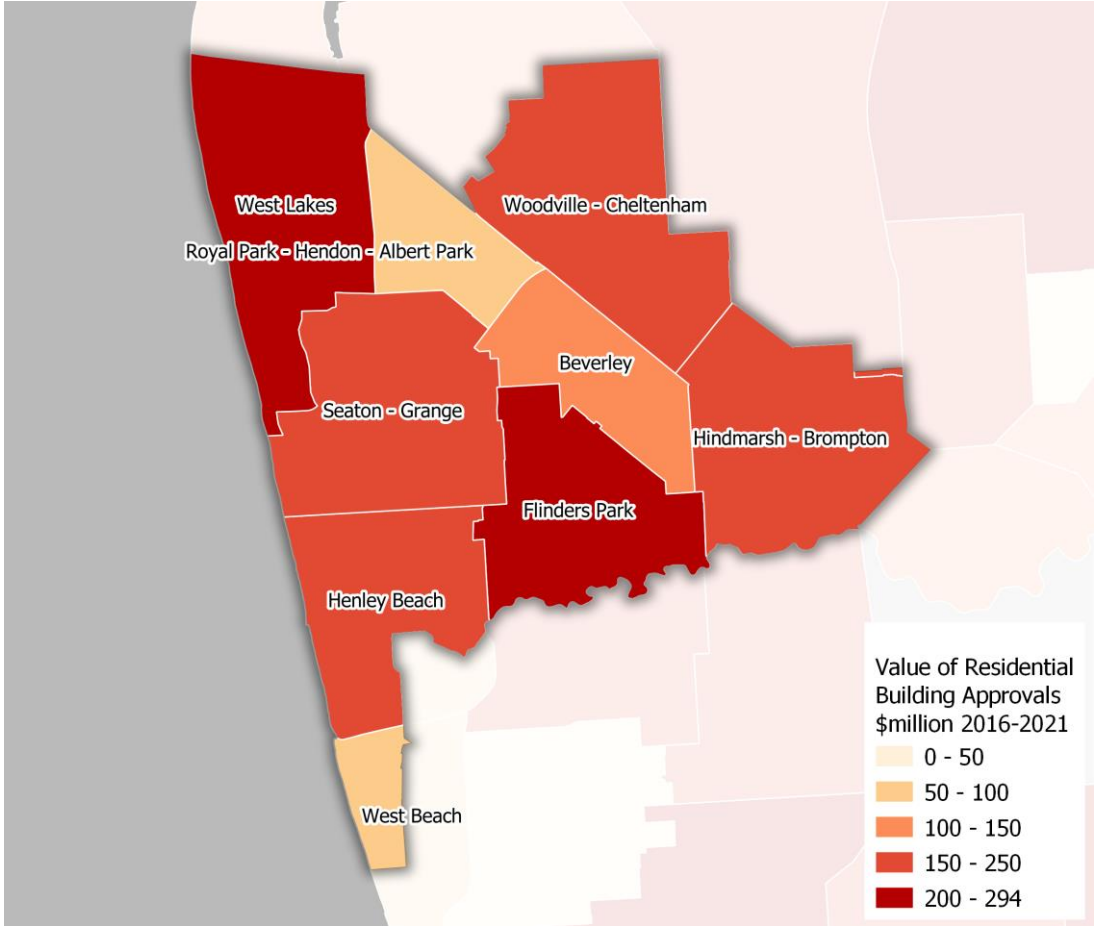 West Lakes
Woodville - Cheltenham
Royal Park - Hendon - Albert Park
Beverley
Seaton - Grange
Hindmarsh - Brompton
Flinders Park
Henley Beach
West Beach
Value of Residential
Building Approvals
$million 2016-2021
0 - 50
50 - 100
100 - 150
150 - 250
200 - 294